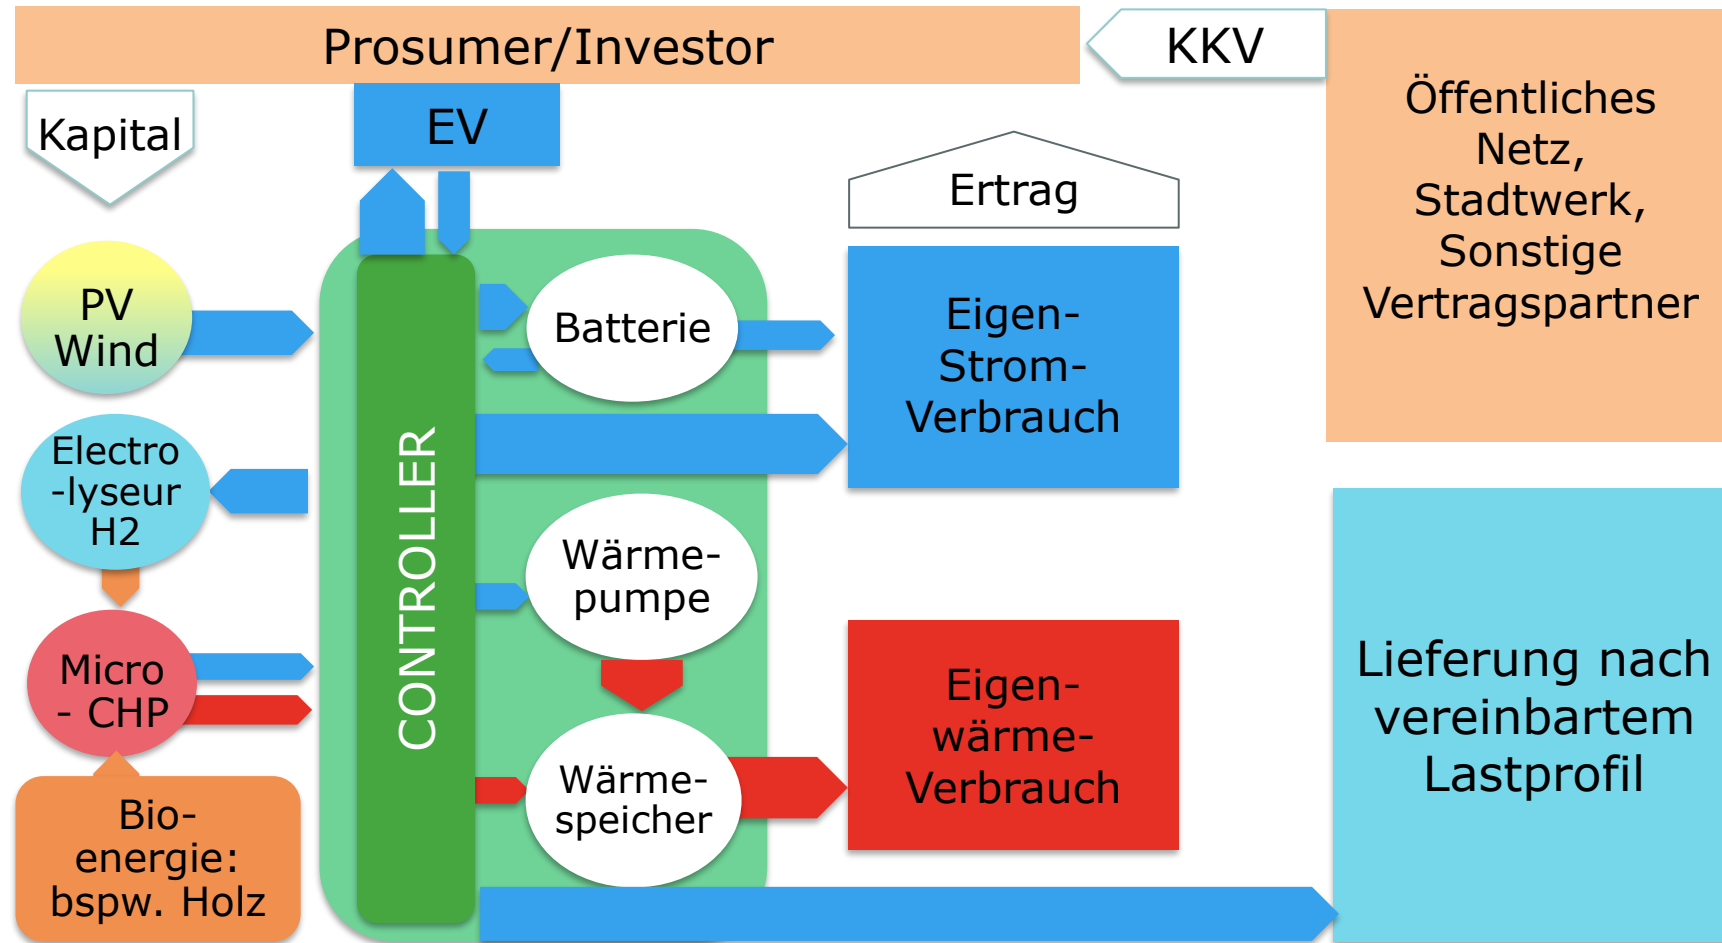 Prosumer/Investor
KKV
Öffentliches
Netz,
Stadtwerk,
Sonstige
Vertragspartner
Kapital
EV
Ertrag
PV
Wind
Batterie
Eigen-
Strom-
Verbrauch
Electro
-lyseur
H2
CONTROLLER
Wärme-
pumpe
Micro
- CHP
Wärme-
speicher
Eigen-
wärme-
Verbrauch
Lieferung nach
vereinbartem
Lastprofil
Bio-
energie:
bspw. Holz